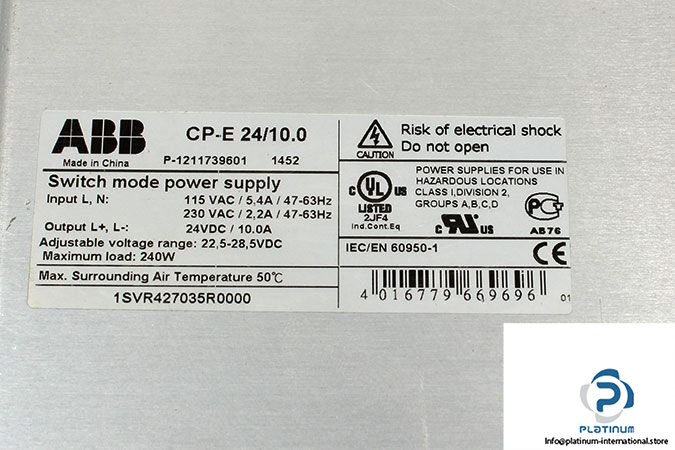 ABB
CP-E 24/10.0
Made in China
P-1211739601 1452
Switch mode power supply
Input L, N: 115 VAC / 5,4A / 47-63Hz
230 VAC / 2,2A / 47-63Hz
Output L+, L-: 24VDC / 10.0A
Adjustable voltage range: 22,5-28,5VDC
Maximum load: 240W
Max. Surrounding Air Temperature 50℃
1SVR427035R0000
CAUTION
Risk of electrical shock
Do not open
C UL US
LISTED
2JF4
Ind.Cont.Eq
POWER SUPPLIES FOR USE IN
HAZARDOUS LOCATIONS
CLASS I,DIVISION 2,
GROUPS A,B,C,D
c UR US
AB76
IEC/EN 60950-1
CE
4 016779 669696 01
PLATINUM
Info@platinum-international.store